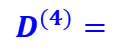 D⁽⁴⁾ =